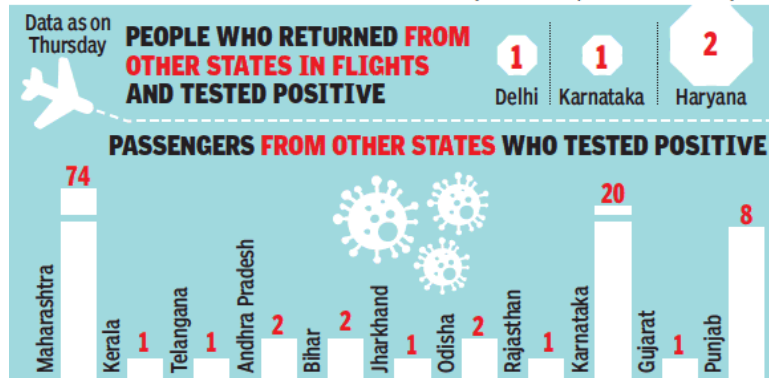 Data as on
Thursday
PEOPLE WHO RETURNED FROM
OTHER STATES IN FLIGHTS
AND TESTED POSITIVE
1
Delhi
1
Karnataka
2
Haryana
PASSENGERS FROM OTHER STATES WHO TESTED POSITIVE
Maharashtra
74
Kerala
1
Telangana
1
Andhra Pradesh
2
Bihar
2
Jharkhand
1
Odisha
2
Rajasthan
1
Karnataka
20
Gujarat
1
Punjab
8